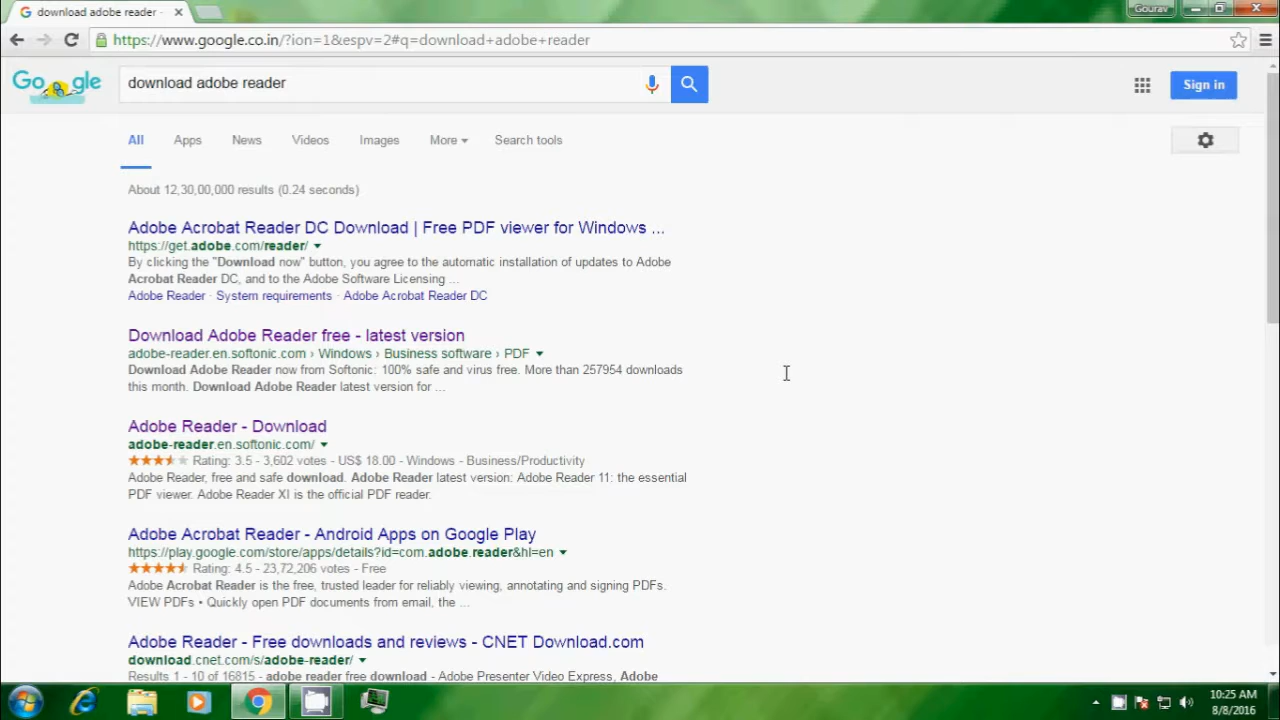 download adobe reader -
Gourav
https://www.google.co.in/?ion=1&espv=2#q=download+adobe+reader
Go gle
download adobe reader
Sign in
All Apps News Videos Images More Search tools
About 12,30,00,000 results (0.24 seconds)
Adobe Acrobat Reader DC Download | Free PDF viewer for Windows ...
https://get.adobe.com/reader/
By clicking the "Download now" button, you agree to the automatic installation of updates to Adobe
Acrobat Reader DC, and to the Adobe Software Licensing ...
Adobe Reader · System requirements · Adobe Acrobat Reader DC
Download Adobe Reader free - latest version
adobe-reader.en.softonic.com › Windows › Business software › PDF
Download Adobe Reader now from Softonic: 100% safe and virus free. More than 257954 downloads
this month. Download Adobe Reader latest version for ...
Adobe Reader - Download
adobe-reader.en.softonic.com/
Rating: 3.5 - 3,602 votes - US$ 18.00 - Windows - Business/Productivity
Adobe Reader, free and safe download. Adobe Reader latest version: Adobe Reader 11: the essential
PDF viewer. Adobe Reader XI is the official PDF reader.
Adobe Acrobat Reader - Android Apps on Google Play
https://play.google.com/store/apps/details?id=com.adobe.reader&hl=en
Rating: 4.5 - 23,72,206 votes - Free
Adobe Acrobat Reader is the free, trusted leader for reliably viewing, annotating and signing PDFs.
VIEW PDFs • Quickly open PDF documents from email, the ...
Adobe Reader - Free downloads and reviews - CNET Download.com
download.cnet.com/s/adobe-reader/
Results 1 - 10 of 16815 - adobe reader free download - Adobe Presenter Video Express, Adobe
10:25 AM
8/8/2016